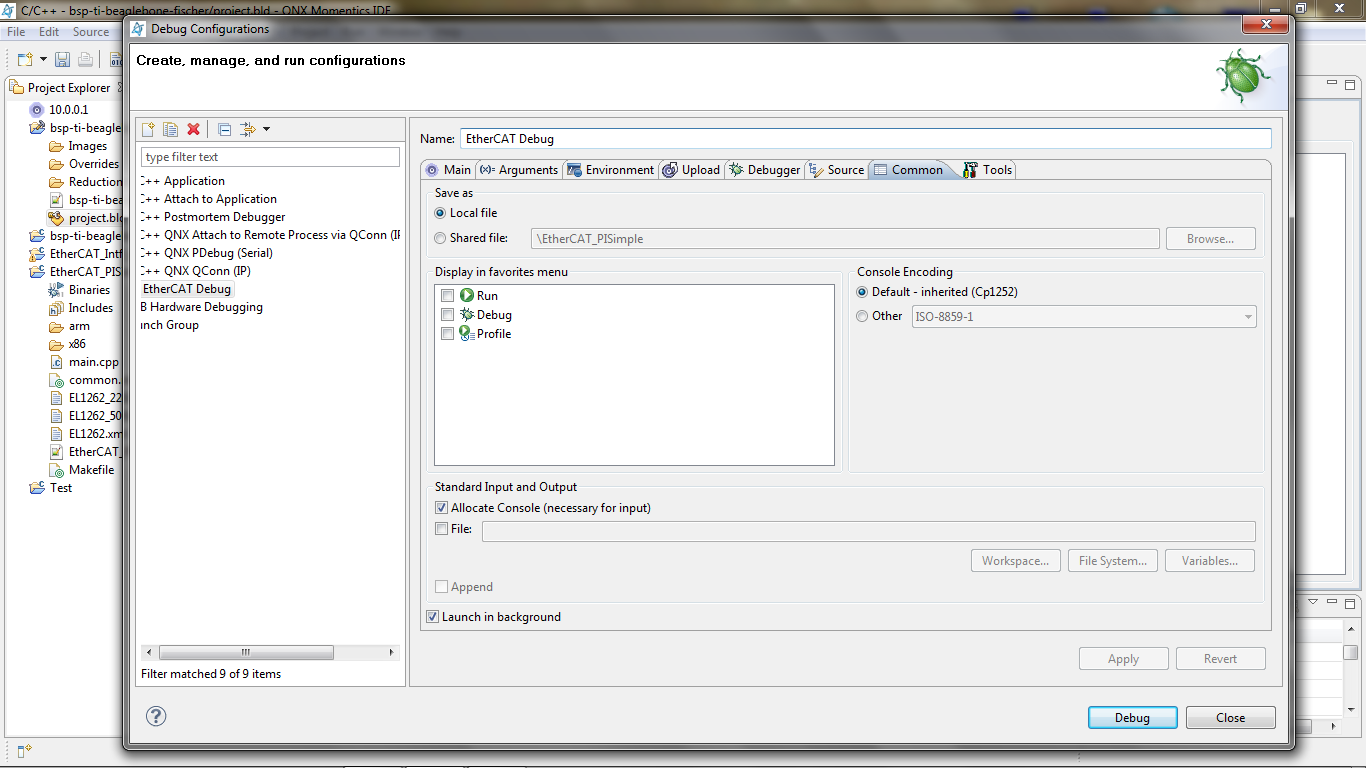 C/C++ - bsp-ti-beaglebone-fischer/project.bld - QNX Momentics IDE
File Edit Source
Debug Configurations
Create, manage, and run configurations
Project Explorer
10.0.0.1
bsp-ti-beagle
Images
Overrides
Reduction
bsp-ti-bea
project.bld
bsp-ti-beagle
EtherCAT_Intf
EtherCAT_PIS
Binaries
Includes
arm
x86
main.cpp
common.
EL1262_22
EL1262_50
EL1262.xm
EtherCAT_
Makefile
Test
type filter text
C++ Application
C++ Attach to Application
C++ Postmortem Debugger
C++ QNX Attach to Remote Process via QConn (IP
C++ QNX PDebug (Serial)
C++ QNX QConn (IP)
EtherCAT Debug
B Hardware Debugging
unch Group
Filter matched 9 of 9 items
Name: EtherCAT Debug
Main Arguments Environment Upload Debugger Source Common Tools
Save as
Local file
Shared file: \EtherCAT_PISimple Browse...
Display in favorites menu
Run
Debug
Profile
Console Encoding
Default - inherited (Cp1252)
Other ISO-8859-1
Standard Input and Output
Allocate Console (necessary for input)
File:
Workspace... File System... Variables...
Append
Launch in background
Apply Revert
Debug Close